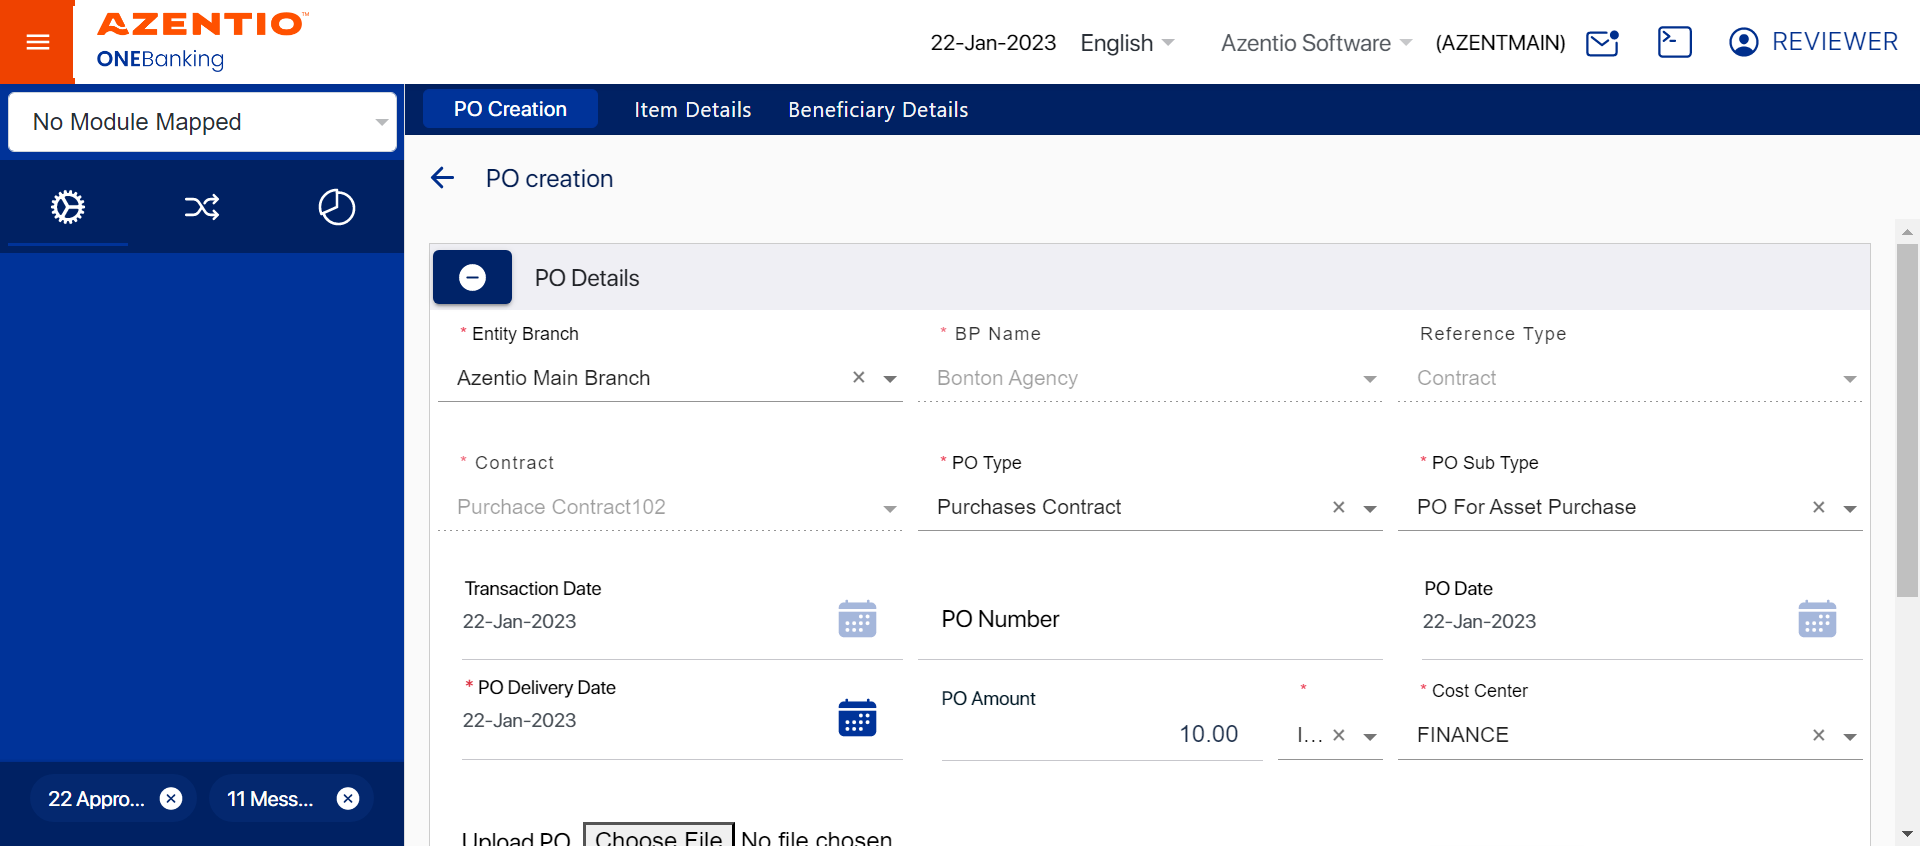 AZENTIO™
ONEBanking
22-Jan-2023 English Azentio Software (AZENTMAIN) REVIEWER
No Module Mapped
PO Creation Item Details Beneficiary Details
PO creation
PO Details
* Entity Branch * BP Name Reference Type
Azentio Main Branch × Bonton Agency Contract
* Contract * PO Type * PO Sub Type
Purchace Contract102 Purchases Contract × PO For Asset Purchase ×
Transaction Date PO Date
22-Jan-2023 PO Number 22-Jan-2023
* PO Delivery Date PO Amount * * Cost Center
22-Jan-2023 10.00 I... × FINANCE ×
22 Appro... 11 Mess...
Upload PO Choose File No file chosen